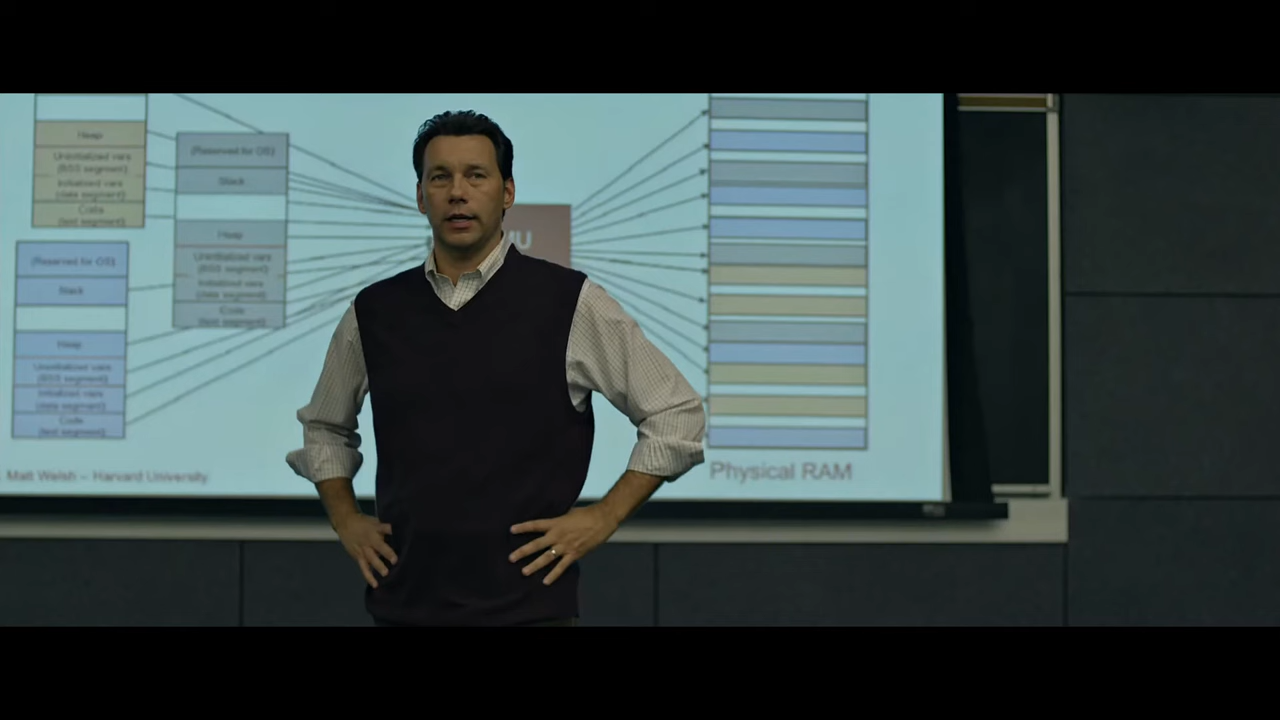 Heap
Uninitialized vars
(BSS segment)
Initialized vars
(data segment)
Code
(text segment)
(Reserved for OS)
Stack
Heap
Uninitialized vars
(BSS segment)
Initialized vars
(data segment)
Code
(text segment)
(Reserved for OS)
Stack
Heap
Uninitialized vars
(BSS segment)
Initialized vars
(data segment)
Code
(text segment)
MU
Matt Welsh – Harvard University
Physical RAM